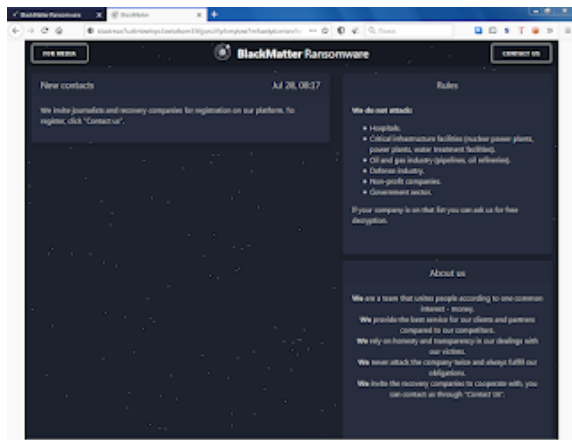 BlackMatter Ransomware
BlackMatter
FOR MEDIA
BlackMatter Ransomware
CONTACT US
New contacts
Jul 28, 08:17
We invite journalists and recovery companies for registration on our platform. To
register, click "Contact us".
Rules
We do not attack:
Hospitals.
Critical infrastructure facilities (nuclear power plants,
power plants, water treatment facilities).
Oil and gas industry (pipelines, oil refineries).
Defense industry.
Non-profit companies.
Government sector.
If your company is on that list you can ask us for free
decryption.
About us
We are a team that unites people according to one common
interest - money.
We provide the best service for our clients and partners
compared to our competitors.
We rely on honesty and transparency in our dealings with
our victims.
We never attack the company twice and always fulfill our
obligations.
We invite the recovery companies to cooperate with, you
can contact us through "Contact US".